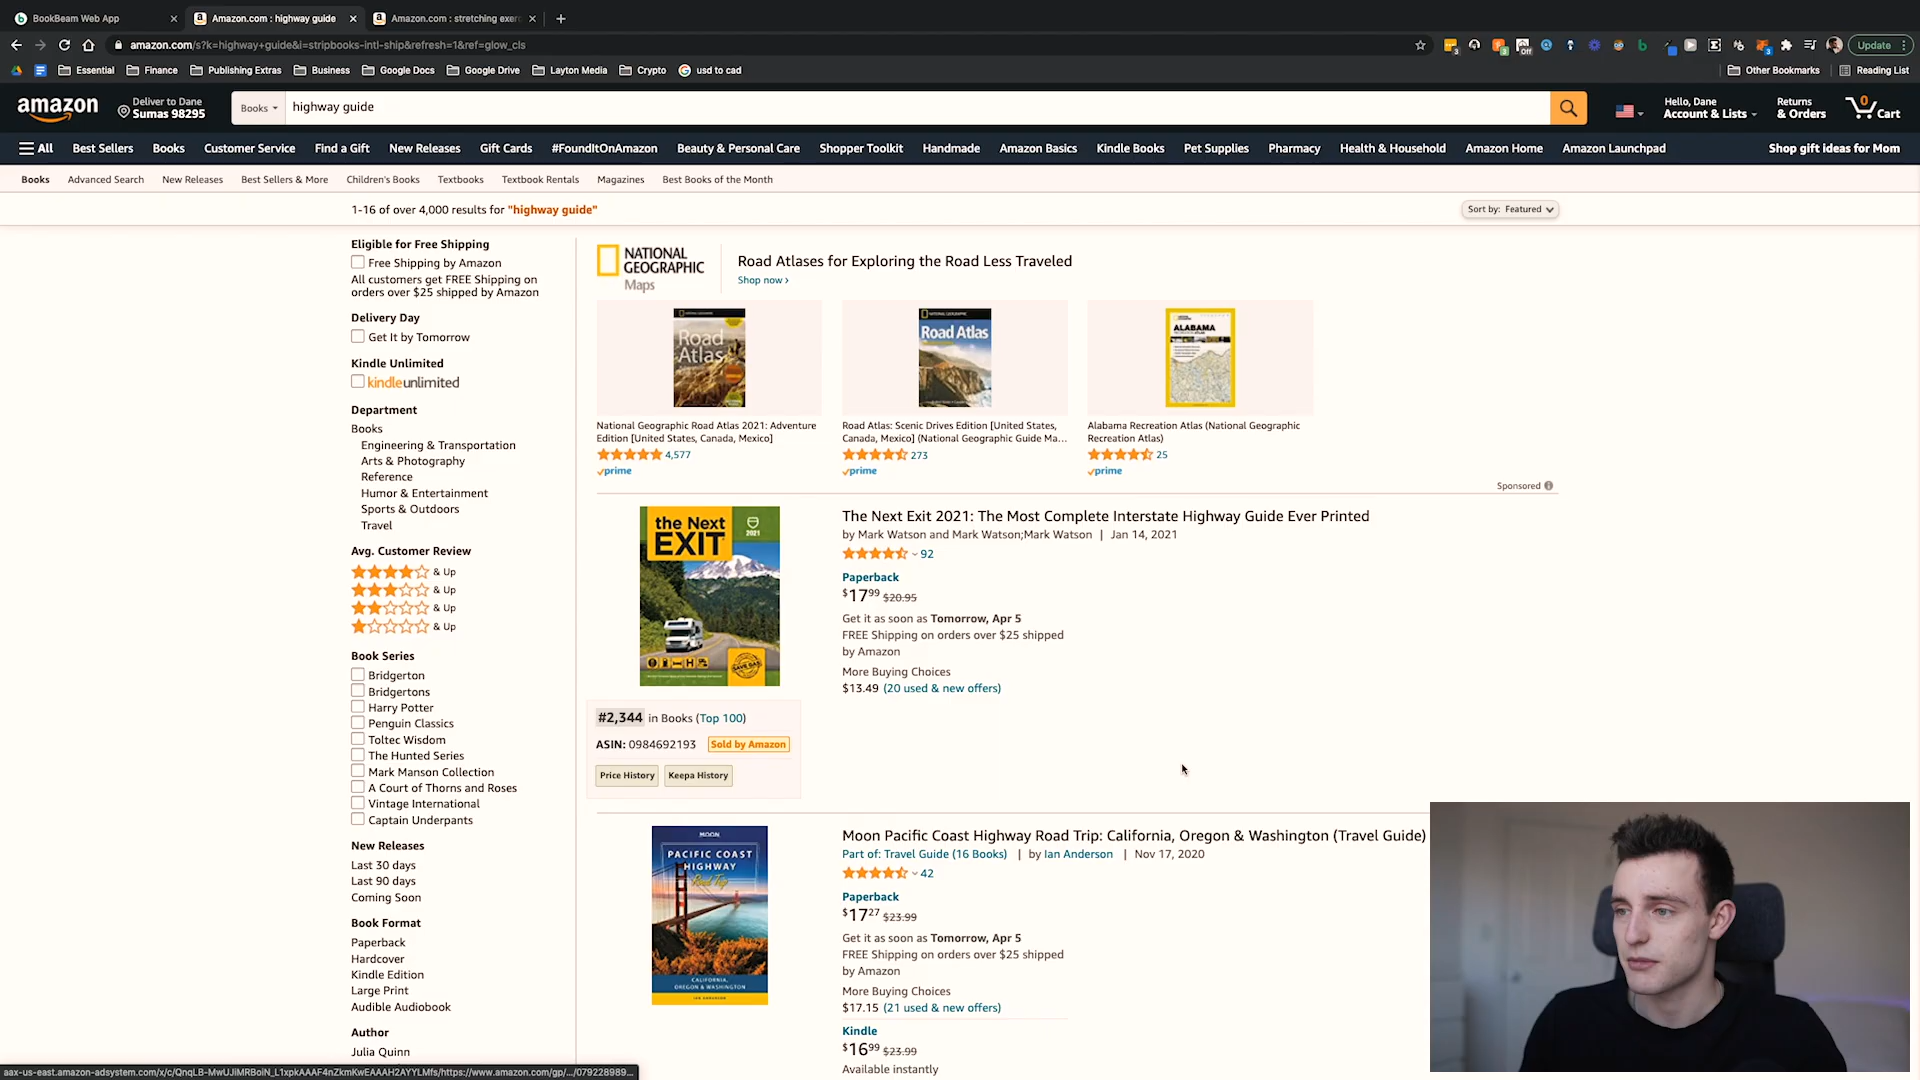 BookBeam Web App
Amazon.com : highway guide
Amazon.com : stretching exer
amazon.com/s?k=highway+guide&i=stripbooks-intl-ship&refresh=1&ref=glow_cls
Update
Essential
Finance
Publishing Extras
Business
Google Docs
Google Drive
Layton Media
Crypto
usd to cad
Other Bookmarks
Reading List
amazon
Deliver to Dane
Sumas 98295
Books
highway guide
Hello, Dane
Account & Lists
Returns
& Orders
0
Cart
All
Best Sellers
Books
Customer Service
Find a Gift
New Releases
Gift Cards
#FoundItOnAmazon
Beauty & Personal Care
Shopper Toolkit
Handmade
Amazon Basics
Kindle Books
Pet Supplies
Pharmacy
Health & Household
Amazon Home
Amazon Launchpad
Shop gift ideas for Mom
Books
Advanced Search
New Releases
Best Sellers & More
Children's Books
Textbooks
Textbook Rentals
Magazines
Best Books of the Month
1-16 of over 4,000 results for "highway guide"
Sort by: Featured
Eligible for Free Shipping
Free Shipping by Amazon
All customers get FREE Shipping on
orders over $25 shipped by Amazon
Delivery Day
Get It by Tomorrow
Kindle Unlimited
kindleunlimited
Department
Books
Engineering & Transportation
Arts & Photography
Reference
Humor & Entertainment
Sports & Outdoors
Travel
Avg. Customer Review
& Up
& Up
& Up
& Up
Book Series
Bridgerton
Bridgertons
Harry Potter
Penguin Classics
Toltec Wisdom
The Hunted Series
Mark Manson Collection
A Court of Thorns and Roses
Vintage International
Captain Underpants
New Releases
Last 30 days
Last 90 days
Coming Soon
Book Format
Paperback
Hardcover
Kindle Edition
Large Print
Audible Audiobook
Author
Julia Quinn
NATIONAL
GEOGRAPHIC
Maps
Road Atlases for Exploring the Road Less Traveled
Shop now ›
Road
Atlas
Road Atlas
ALABAMA
National Geographic Road Atlas 2021: Adventure
Edition [United States, Canada, Mexico]
4,577
prime
Road Atlas: Scenic Drives Edition [United States,
Canada, Mexico] (National Geographic Guide Ma...
273
prime
Alabama Recreation Atlas (National Geographic
Recreation Atlas)
25
prime
Sponsored
the Next
EXIT
2021
SAVE GAS
The Next Exit 2021: The Most Complete Interstate Highway Guide Ever Printed
by Mark Watson and Mark Watson;Mark Watson | Jan 14, 2021
92
Paperback
$17.99 $20.95
Get it as soon as Tomorrow, Apr 5
FREE Shipping on orders over $25 shipped
by Amazon
More Buying Choices
$13.49 (20 used & new offers)
#2,344 in Books (Top 100)
ASIN: 0984692193 Sold by Amazon
Price History
Keepa History
MOON
PACIFIC COAST
HIGHWAY
Road Trip
CALIFORNIA,
OREGON & WASHINGTON
IAN ANDERSON
Moon Pacific Coast Highway Road Trip: California, Oregon & Washington (Travel Guide)
Part of: Travel Guide (16 Books) | by Ian Anderson | Nov 17, 2020
42
Paperback
$17.27 $23.99
Get it as soon as Tomorrow, Apr 5
FREE Shipping on orders over $25 shipped
by Amazon
More Buying Choices
$17.15 (21 used & new offers)
Kindle
$16.99 $23.99
Available instantly